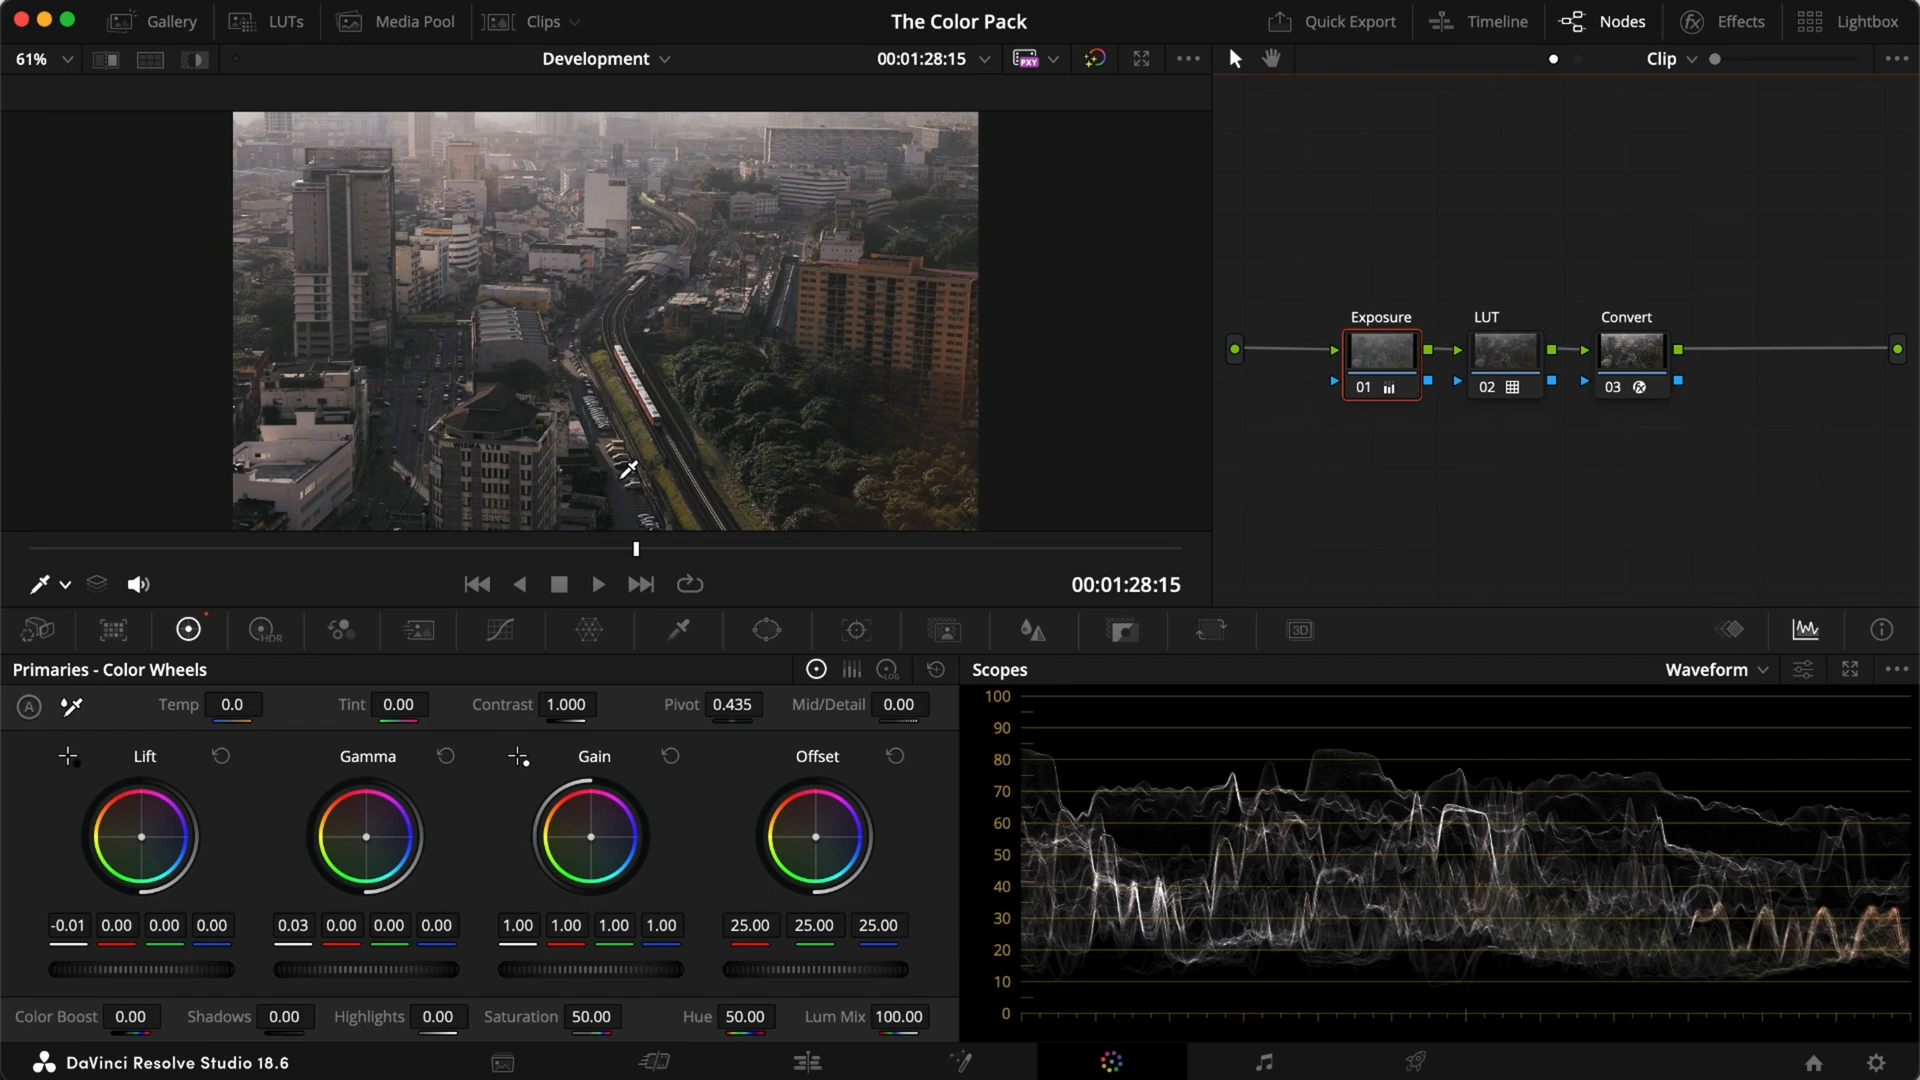 Gallery LUTs Media Pool Clips The Color Pack Quick Export Timeline Nodes Effects Lightbox
61% Development 00:01:28:15 PXY Clip
WISMA LYS
Exposure LUT Convert
01 02 03
00:01:28:15
HDR 3D
Primaries - Color Wheels LOG Scopes Waveform
A Temp 0.0 Tint 0.00 Contrast 1.000 Pivot 0.435 Mid/Detail 0.00
Lift Gamma Gain Offset
-0.01 0.00 0.00 0.00 0.03 0.00 0.00 0.00 1.00 1.00 1.00 1.00 25.00 25.00 25.00
Color Boost 0.00 Shadows 0.00 Highlights 0.00 Saturation 50.00 Hue 50.00 Lum Mix 100.00
100
90
80
70
60
50
40
30
20
10
0
DaVinci Resolve Studio 18.6